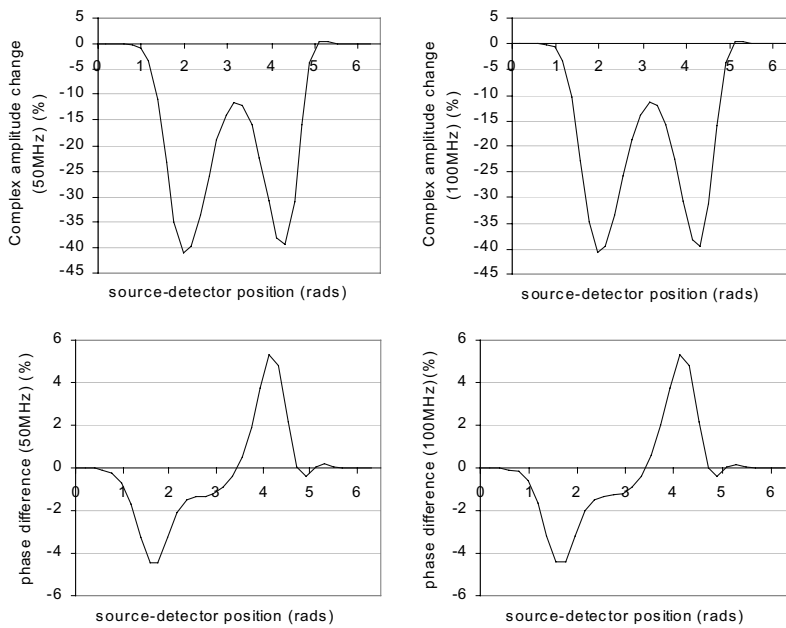 Complex amplitude change
(50MHz) (%)
5
0
-5
-10
-15
-20
-25
-30
-35
-40
-45
0 1 2 3 4 5 6
source-detector position (rads)
Complex amplitude change
(100MHz) (%)
5
0
-5
-10
-15
-20
-25
-30
-35
-40
-45
0 1 2 3 4 5 6
source-detector position (rads)
phase difference (50MHz) (%)
6
4
2
0
-2
-4
-6
0 1 2 3 4 5 6
source-detector position (rads)
phase difference (100MHz)(%)
6
4
2
0
-2
-4
-6
0 1 2 3 4 5 6
source-detector position (rads)